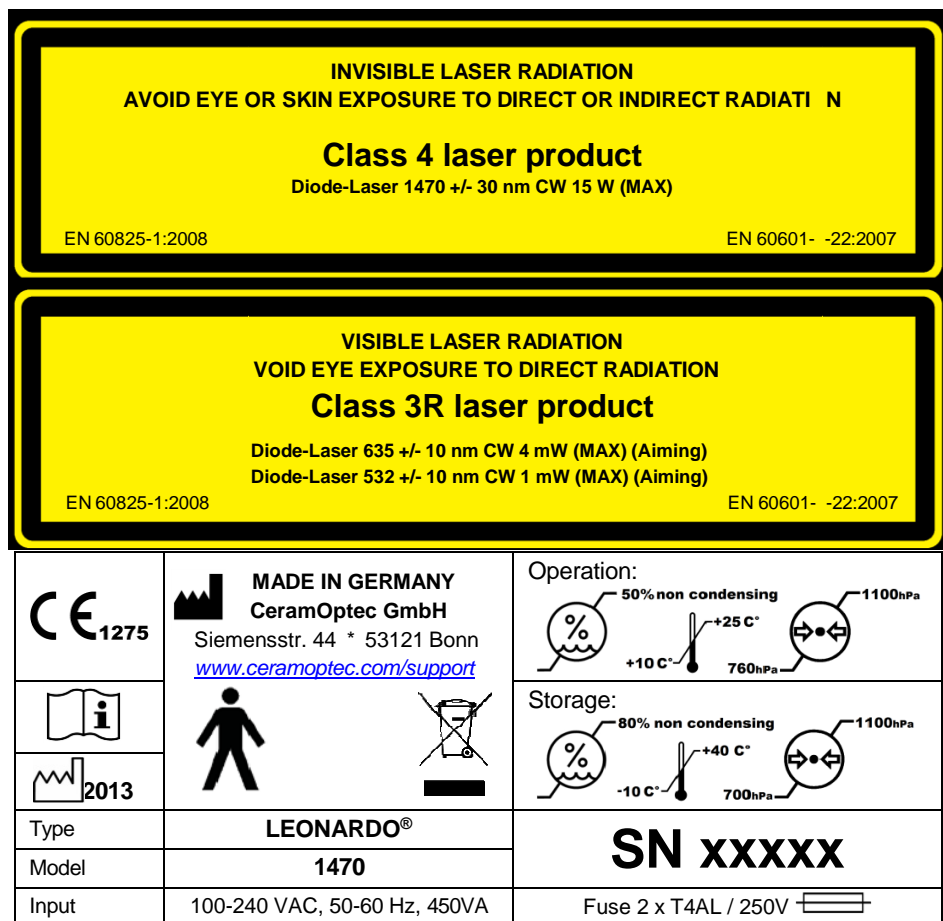 INVISIBLE LASER RADIATION
AVOID EYE OR SKIN EXPOSURE TO DIRECT OR INDIRECT RADIATI N
Class 4 laser product
Diode-Laser 1470 +/- 30 nm CW 15 W (MAX)
EN 60825-1:2008 EN 60601- -22:2007
VISIBLE LASER RADIATION
VOID EYE EXPOSURE TO DIRECT RADIATION
Class 3R laser product
Diode-Laser 635 +/- 10 nm CW 4 mW (MAX) (Aiming)
Diode-Laser 532 +/- 10 nm CW 1 mW (MAX) (Aiming)
EN 60825-1:2008 EN 60601- -22:2007
CE 1275
MADE IN GERMANY
CeramOptec GmbH
Siemensstr. 44 * 53121 Bonn
www.ceramoptec.com/support
Operation:
50% non condensing
%
+25 C°
+10 C°
1100hPa
760hPa
i
2013
Storage:
80% non condensing
%
+40 C°
-10 C°
1100hPa
700hPa
Type LEONARDO®
SN xxxxx
Model 1470
Input 100-240 VAC, 50-60 Hz, 450VA Fuse 2 x T4AL / 250V